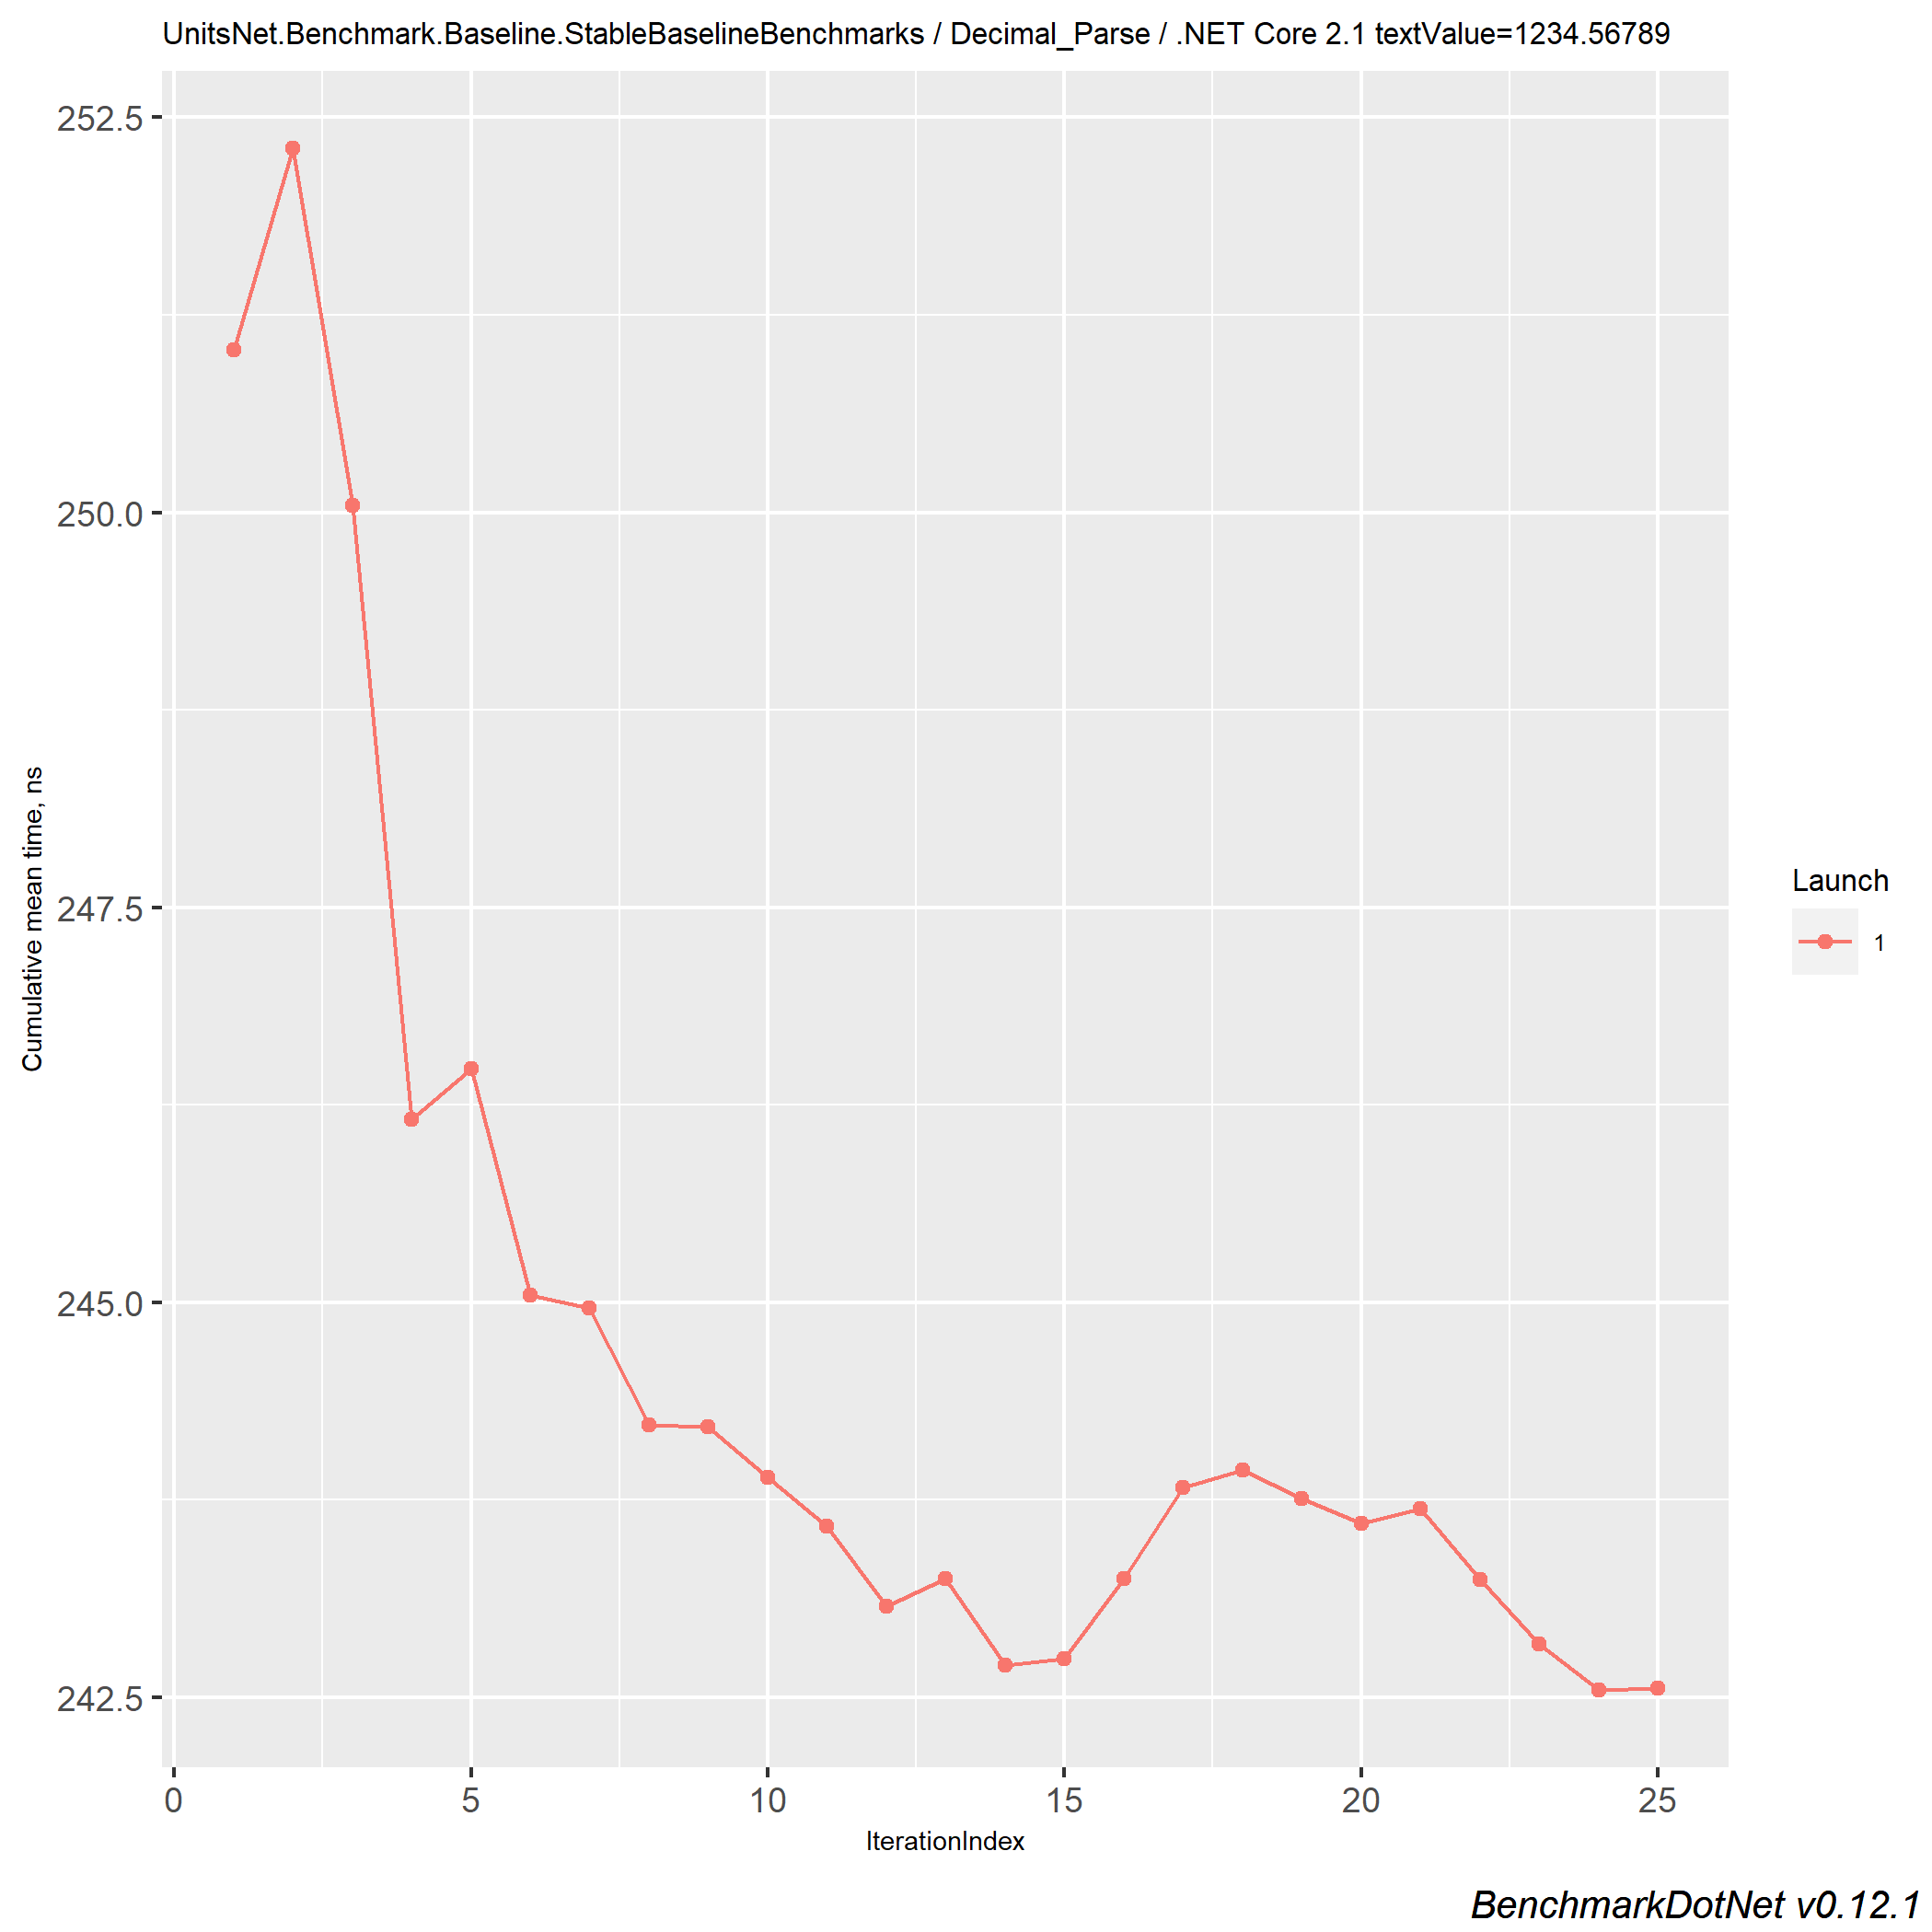 UnitsNet.Benchmark.Baseline.StableBaselineBenchmarks / Decimal_Parse / .NET Core 2.1 textValue=1234.56789
252.5
250.0
247.5
245.0
242.5
Cumulative mean time, ns
0 5 10 15 20 25
IterationIndex
Launch
1
BenchmarkDotNet v0.12.1